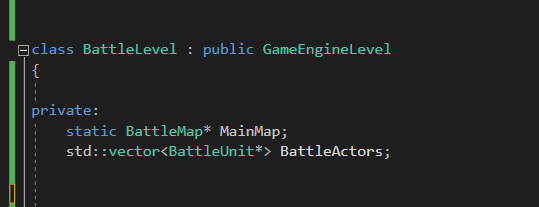 class BattleLevel : public GameEngineLevel
{
private:
static BattleMap* MainMap;
std::vector<BattleUnit*> BattleActors;